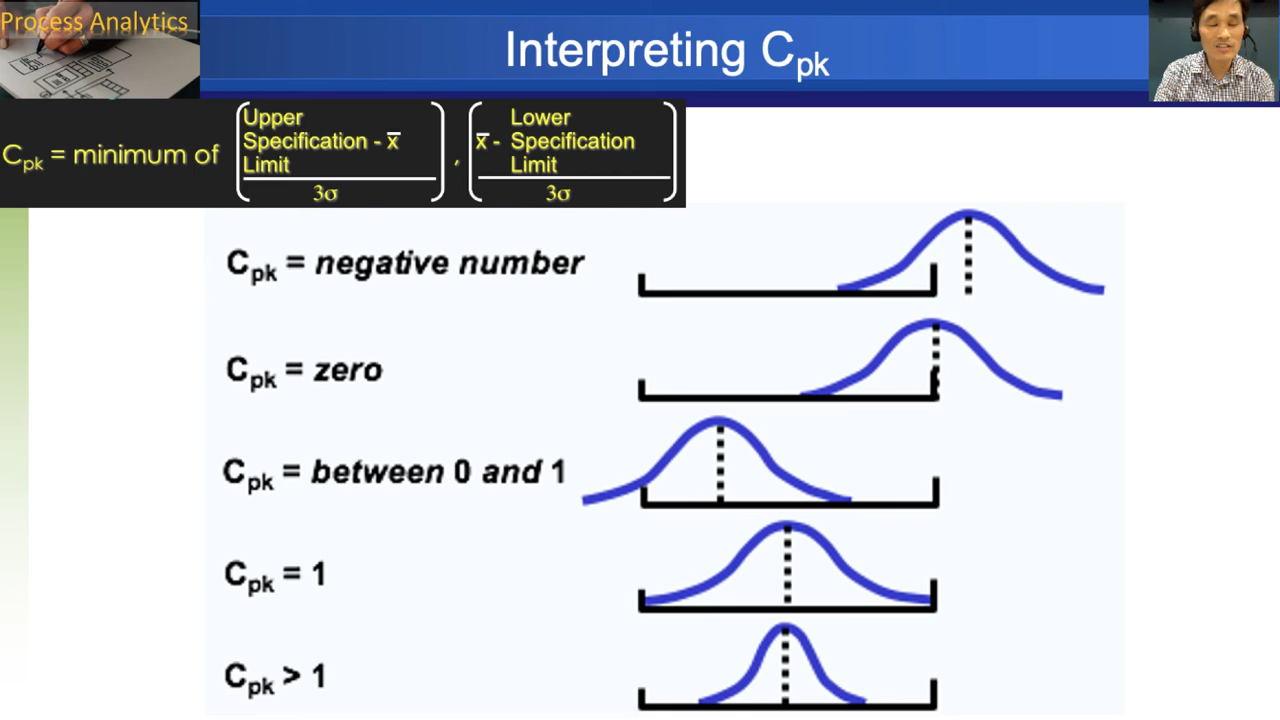 Process Analytics
Interpreting Cpk
Cpk = minimum of
Upper
Specification - x̅
Limit
3σ
,
Lower
x̅ - Specification
Limit
3σ
Cpk = negative number
Cpk = zero
Cpk = between 0 and 1
Cpk = 1
Cpk > 1